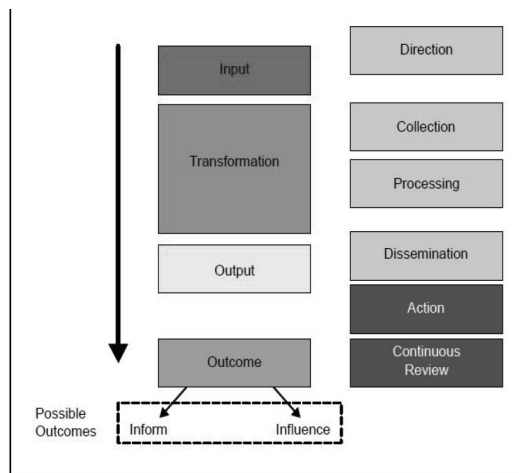 Input
Transformation
Output
Outcome
Possible
Outcomes
Inform
Influence
Direction
Collection
Processing
Dissemination
Action
Continuous
Review